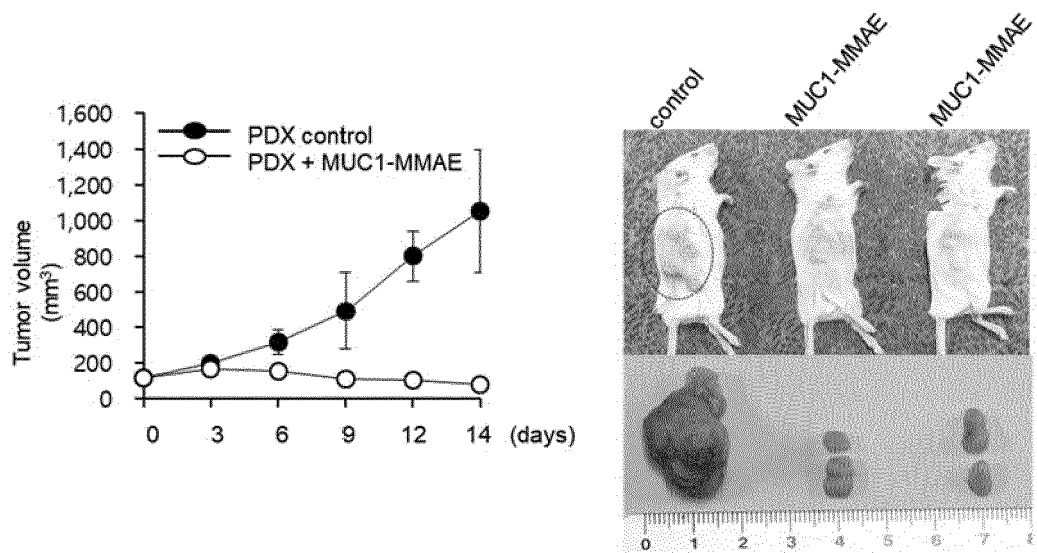 control
MUC1-MMAE
MUC1-MMAE
1,600
1,400
1,200
1,000
800
600
400
200
0
Tumor volume
(mm³)
PDX control
PDX + MUC1-MMAE
0 3 6 9 12 14 (days)
0 1 2 3 4 5 6 7 8